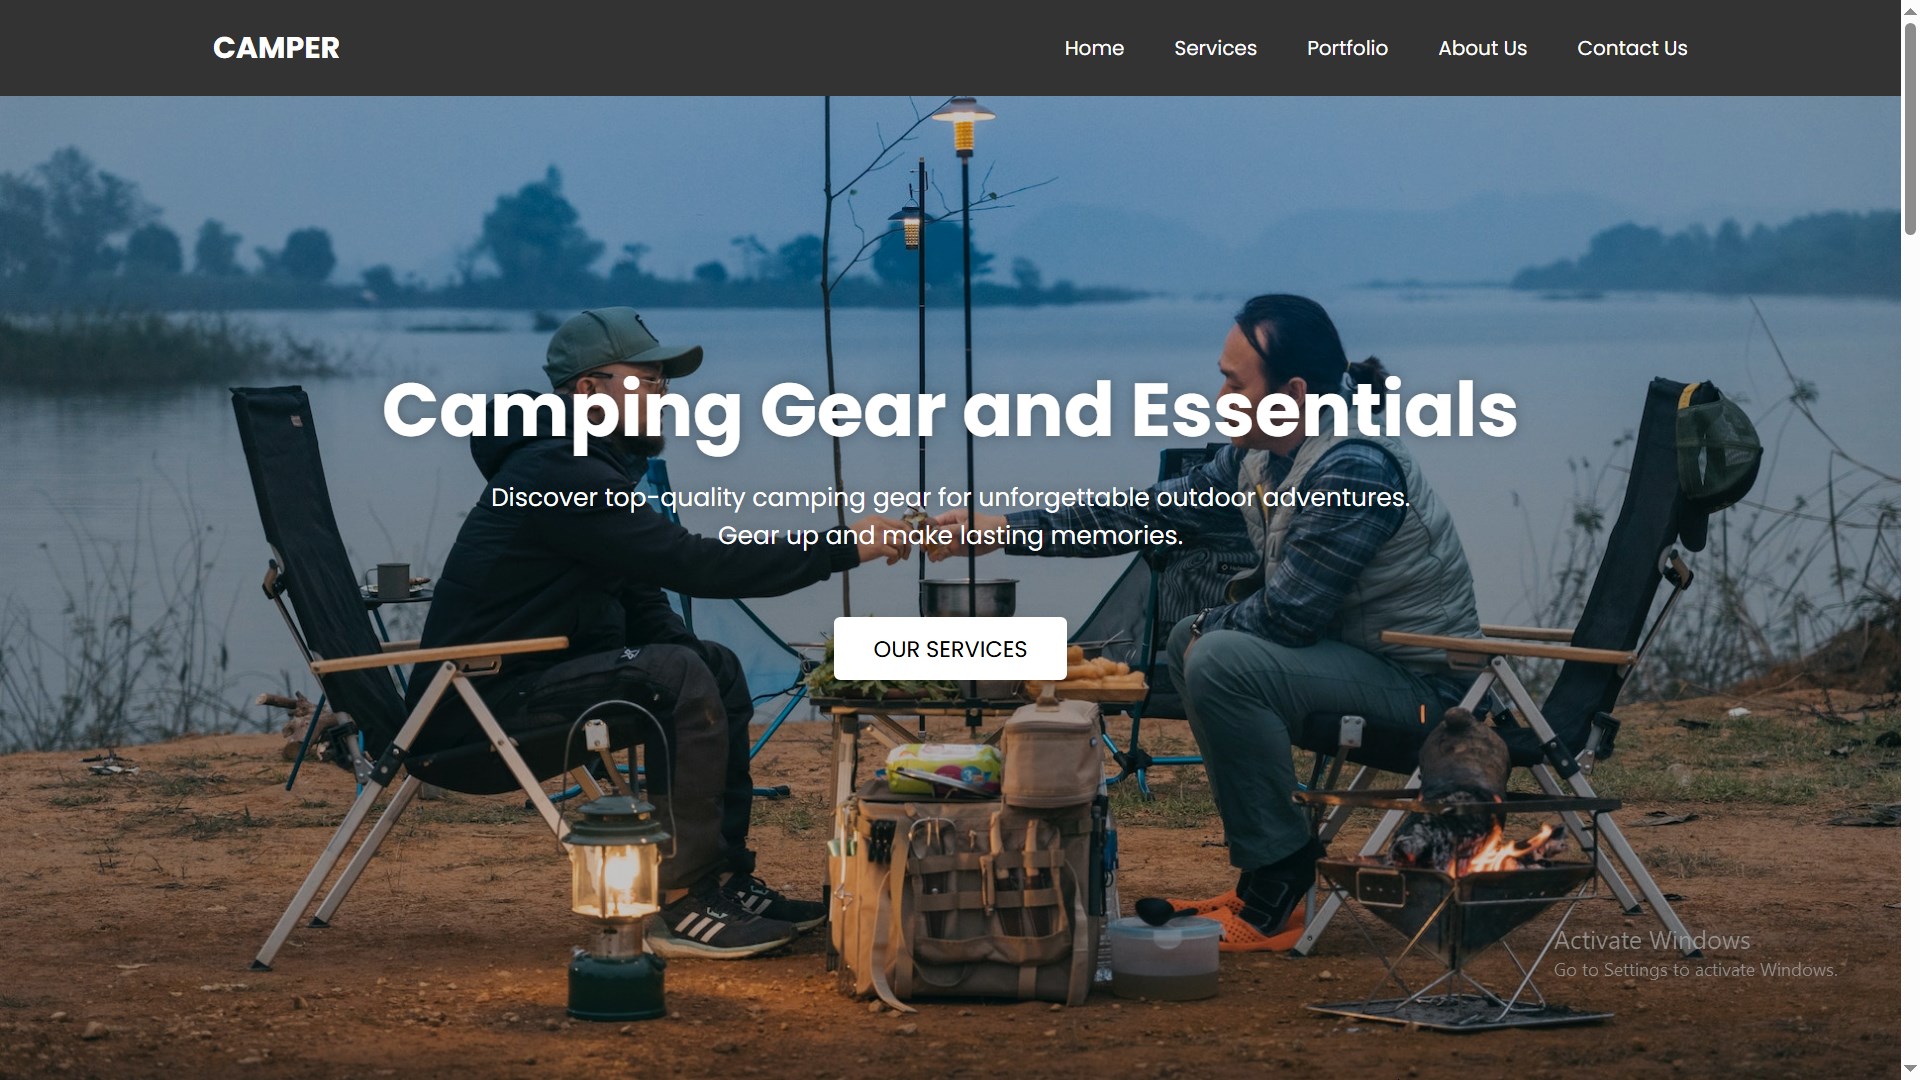 CAMPER
Home Services Portfolio About Us Contact Us
Camping Gear and Essentials
Discover top-quality camping gear for unforgettable outdoor adventures.
Gear up and make lasting memories.
OUR SERVICES
Activate Windows
Go to Settings to activate Windows.